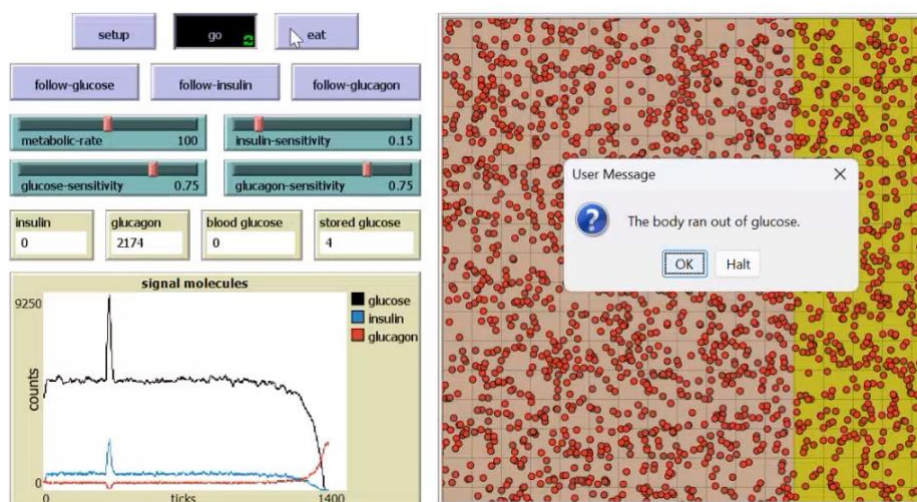 setup
go
eat
follow-glucose
follow-insulin
follow-glucagon
metabolic-rate 100
insulin-sensitivity 0.15
glucose-sensitivity 0.75
glucagon-sensitivity 0.75
insulin
0
glucagon
2174
blood glucose
0
stored glucose
4
signal molecules
9250
counts
0
0
ticks
1400
glucose
insulin
glucagon
User Message
The body ran out of glucose.
OK
Halt